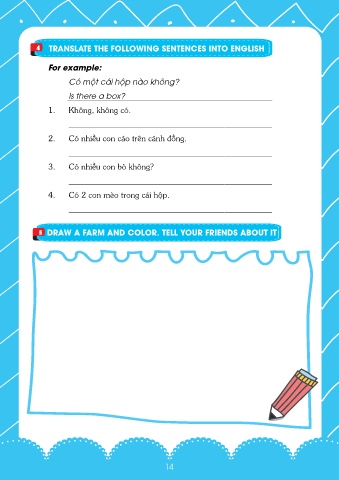 4 TRANSLATE THE FOLLOWING SENTENCES INTO ENGLISH
For example:
Có một cái hộp nào không?
Is there a box?
1. Không, không có.
2. Có nhiều con cáo trên cánh đồng.
3. Có nhiều con bò không?
4. Có 2 con mèo trong cái hộp.
DRAW A FARM AND COLOR. TELL YOUR FRIENDS ABOUT IT
14